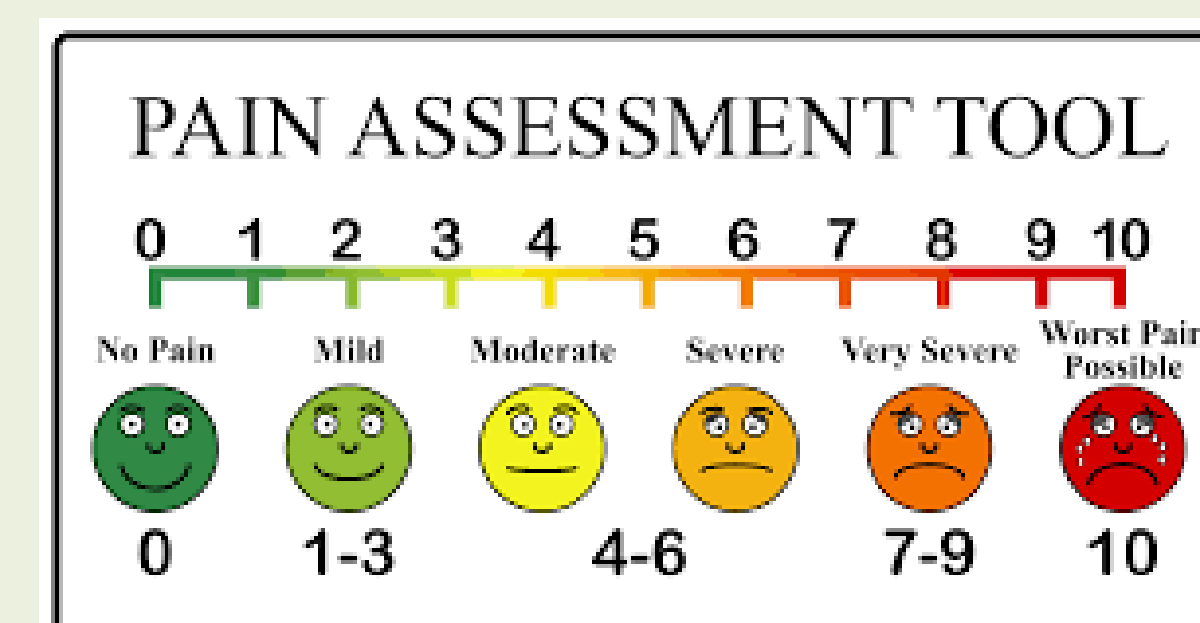 PAIN ASSESSMENT TOOL
0 1 2 3 4 5 6 7 8 9 10
No Pain Mild Moderate Severe Very Severe Worst Pain Possible
0 1-3 4-6 7-9 10